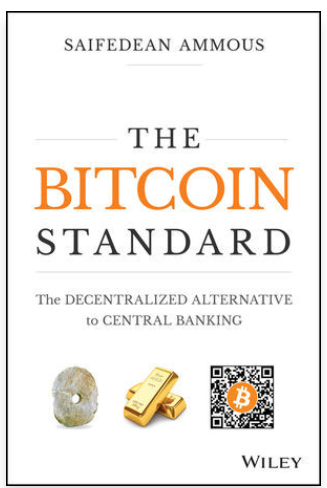 SAIFEDEAN AMMOUS
THE
BITCOIN
STANDARD
The DECENTRALIZED ALTERNATIVE
to CENTRAL BANKING
WILEY